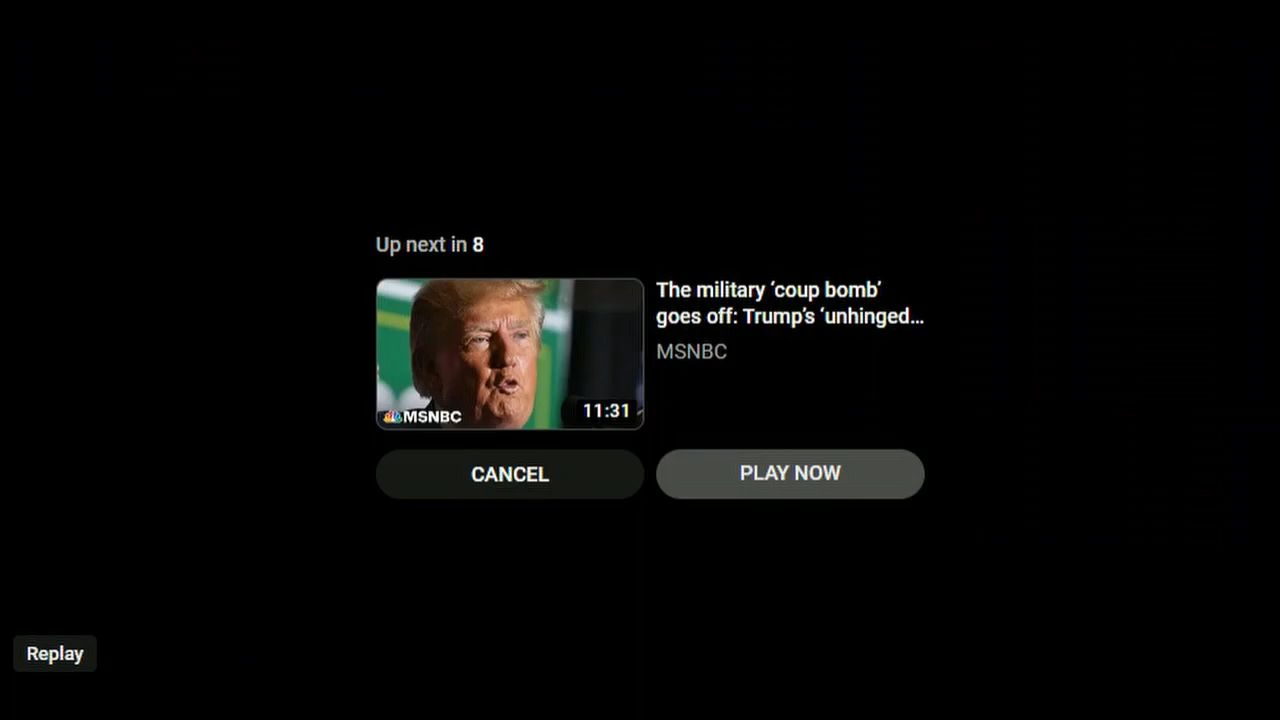 Up next in 8
The military ‘coup bomb’
goes off: Trump’s ‘unhinged...
MSNBC
MSNBC
11:31
CANCEL
PLAY NOW
Replay